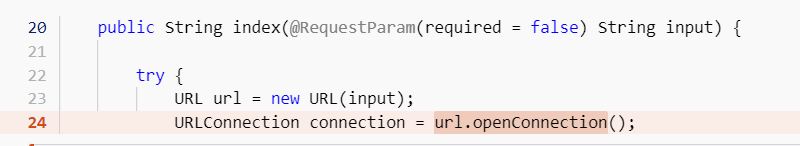 20 public String index(@RequestParam(required = false) String input) {
21
22 try {
23 URL url = new URL(input);
24 URLConnection connection = url.openConnection();